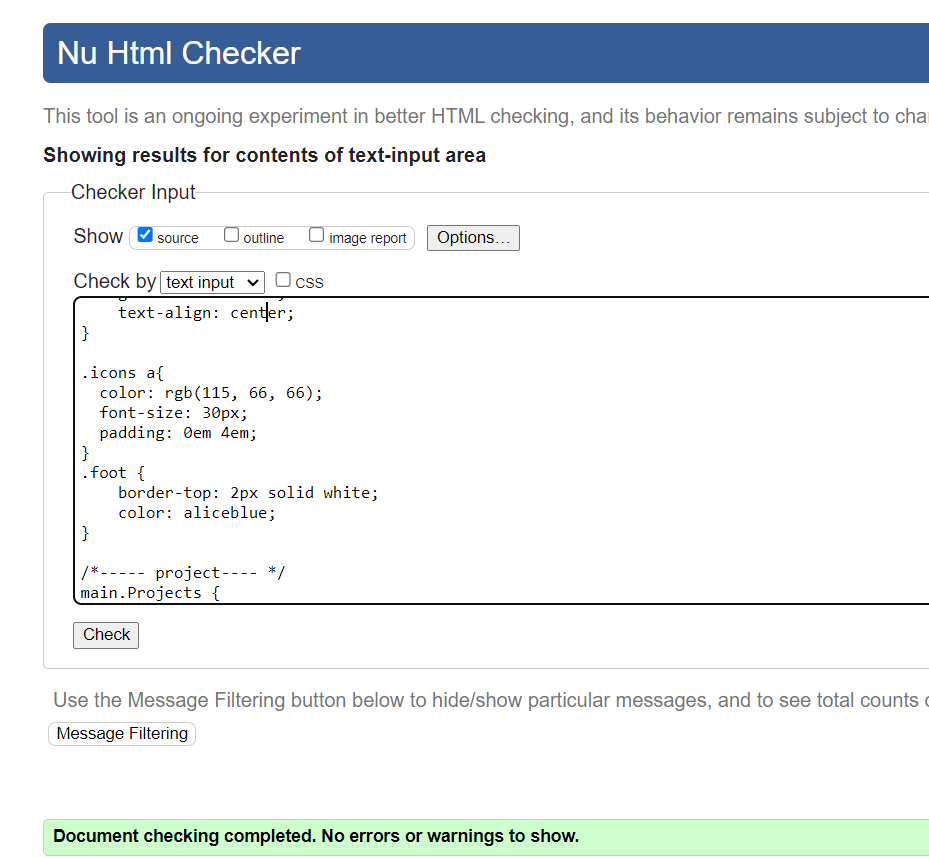 Nu Html Checker
This tool is an ongoing experiment in better HTML checking, and its behavior remains subject to
Showing results for contents of text-input area
Checker Input
Show source outline image report Options...
Check by text input CSS
text-align: center;
}
.icons a{
color: rgb(115, 66, 66);
font-size: 30px;
padding: 0em 4em;
}
.foot {
border-top: 2px solid white;
color: aliceblue;
}
/*----- project---- */
main.Projects {
Check
Use the Message Filtering button below to hide/show particular messages, and to see total counts
Message Filtering
Document checking completed. No errors or warnings to show.